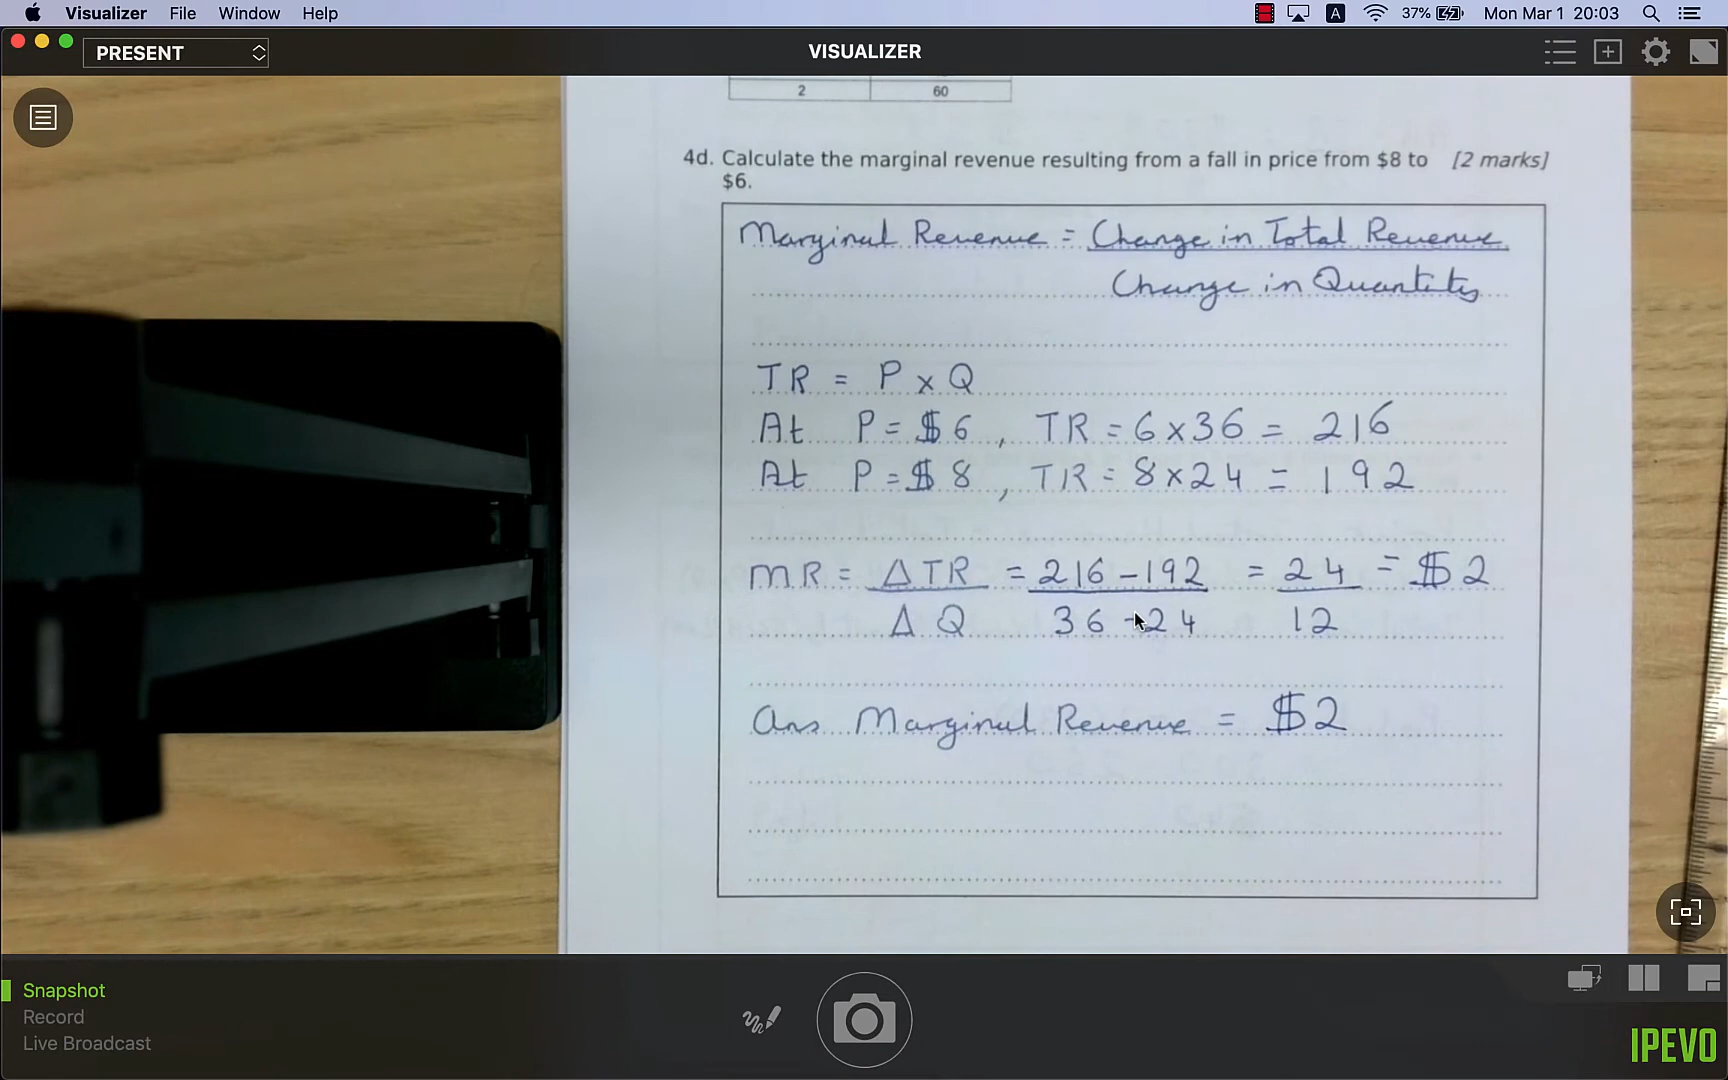 Visualizer File Window Help 37% Mon Mar 1 20:03
PRESENT VISUALIZER
2 60
4d. Calculate the marginal revenue resulting from a fall in price from $8 to [2 marks]
$6.
Marginal Revenue = Change in Total Revenue
Change in Quantity
TR = P x Q
At P = $6, TR = 6 x 36 = 216
At P = $8, TR = 8 x 24 = 192
MR = ΔTR = 216 - 192 = 24 = $2
ΔQ 36 - 24 12
Ans Marginal Revenue = $2
Snapshot
Record
Live Broadcast
IPEVO